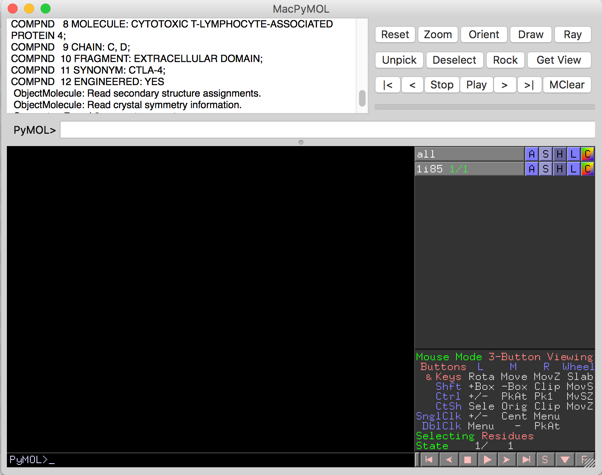 MacPyMOL
COMPND   8 MOLECULE: CYTOTOXIC T-LYMPHOCYTE-ASSOCIATED
PROTEIN 4;
COMPND   9 CHAIN: C, D;
COMPND  10 FRAGMENT: EXTRACELLULAR DOMAIN;
COMPND  11 SYNONYM: CTLA-4;
COMPND  12 ENGINEERED: YES
ObjectMolecule: Read secondary structure assignments.
ObjectMolecule: Read crystal symmetry information.
Reset Zoom Orient Draw Ray
Unpick Deselect Rock Get View
|< < Stop Play > >| MClear
PyMOL>
all A S H L C
1i85 1/1 A S H L C
Mouse Mode 3-Button Viewing
Buttons L M R Wheel
& Keys Rota Move MovZ Slab
Shft +Box -Box Clip MovS
Ctrl +/- PkAt Pk1 MvSZ
CtSh Sele Orig Clip MovZ
SnglClk +/- Cent Menu
DblClk Menu - PkAt
Selecting Residues
State 1/ 1
PyMOL>_ S F